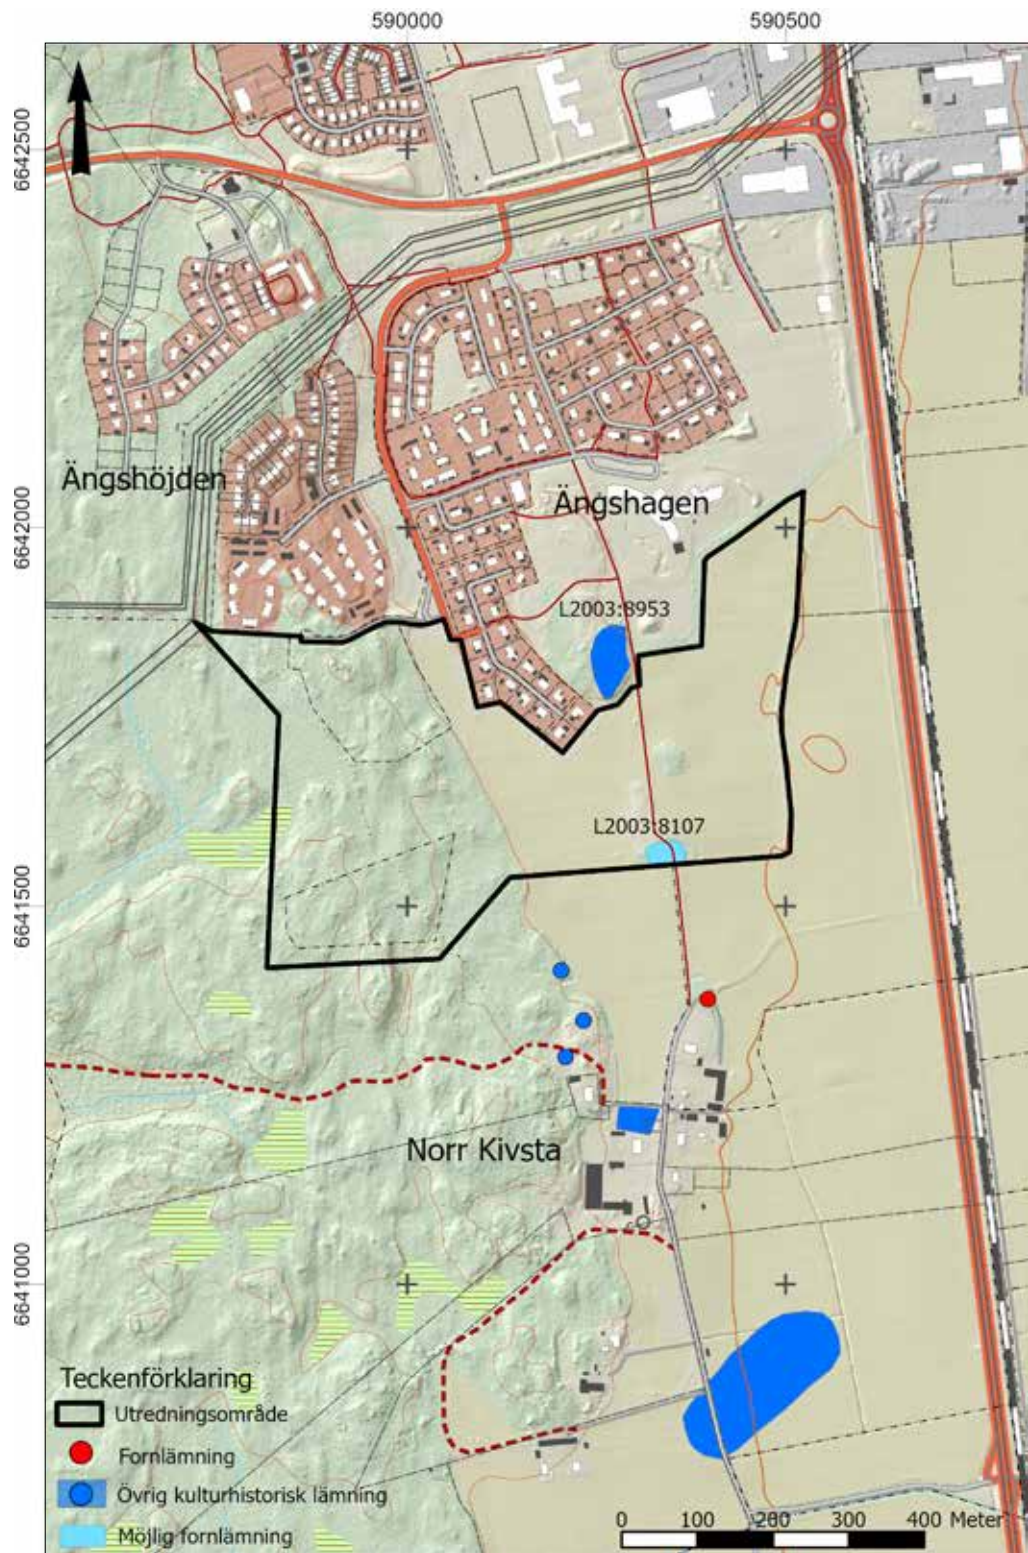 590000 590500
6642500
Ängshöjden
Ängshagen
6642000
L2003:8953
L2003:8107
6641500
Norr Kivsta
6641000
Teckenförklaring
Utredningsområde
Fornlämning
Övrig kulturhistorisk lämning
Möjlig fornlämning
0 100 200 300 400 Meter